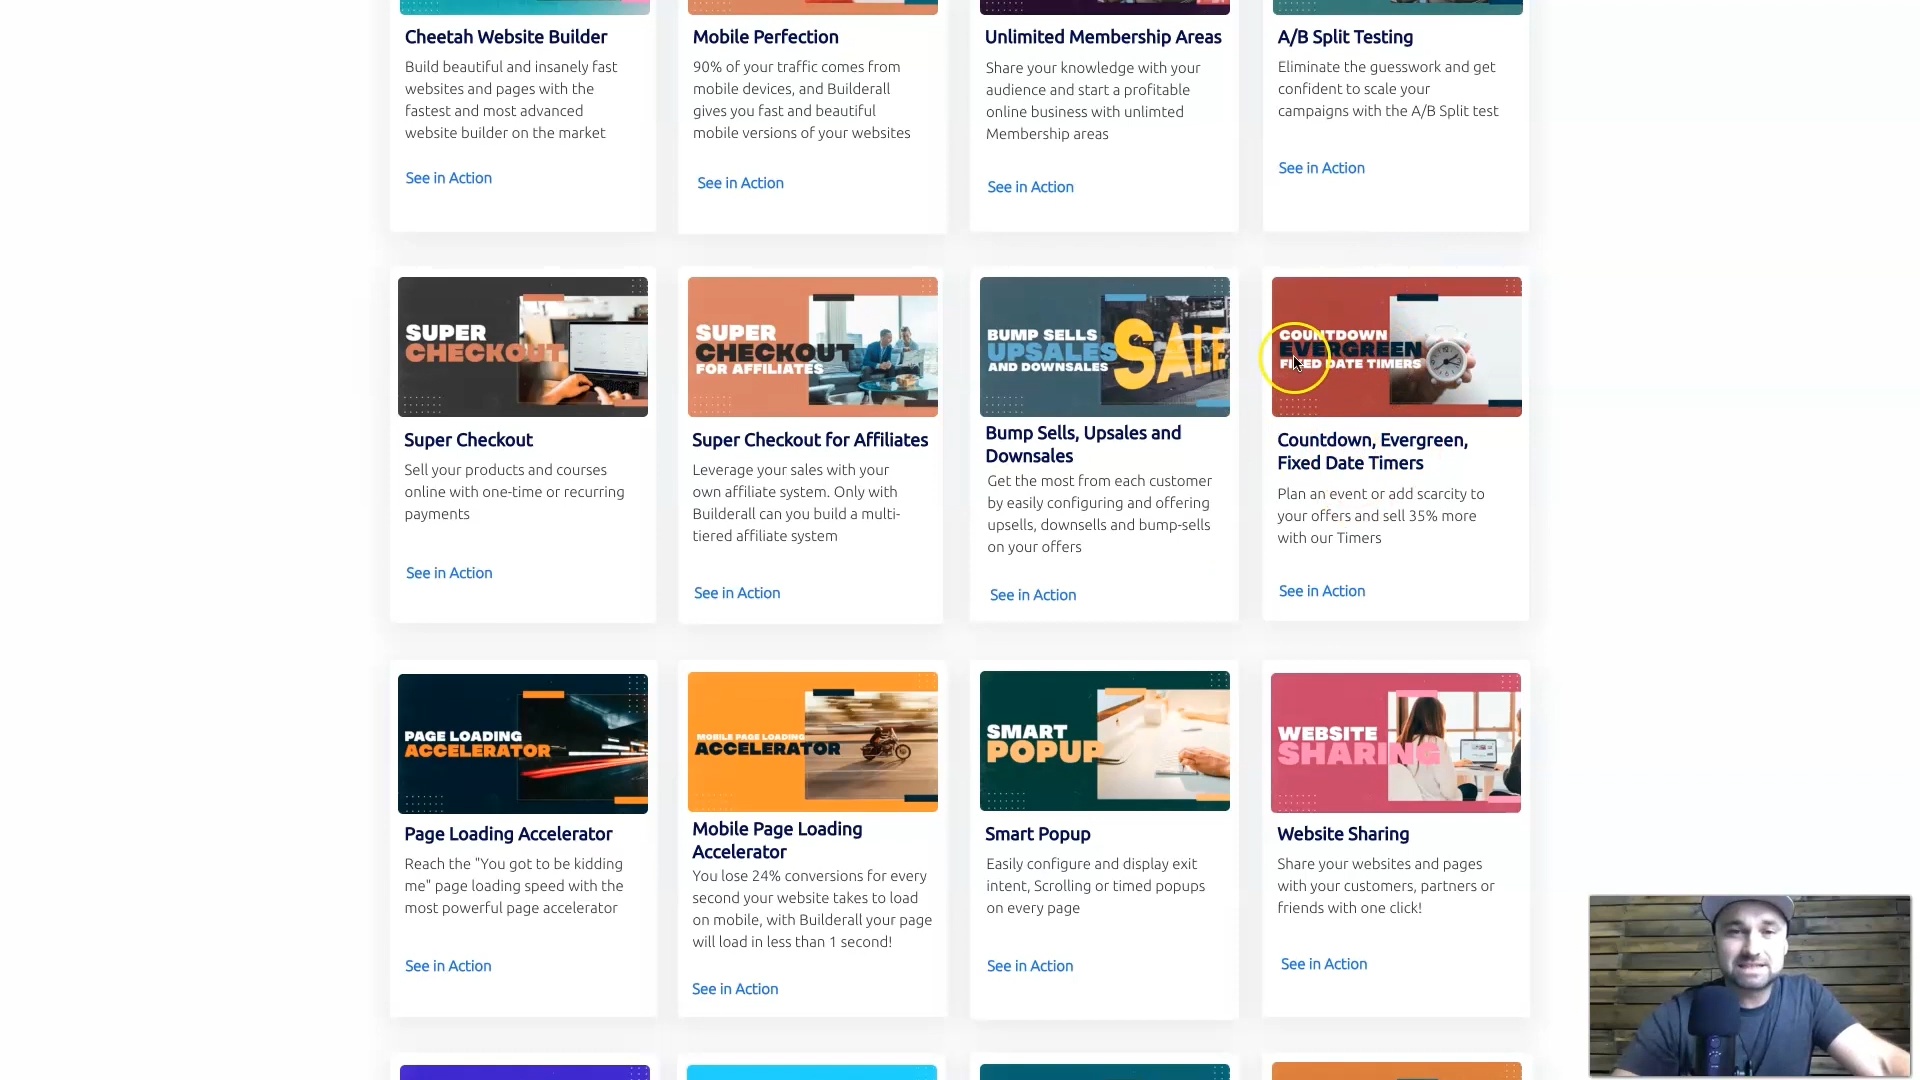 Cheetah Website Builder
Build beautiful and insanely fast
websites and pages with the
fastest and most advanced
website builder on the market
See in Action
Mobile Perfection
90% of your traffic comes from
mobile devices, and Builderall
gives you fast and beautiful
mobile versions of your websites
See in Action
Unlimited Membership Areas
Share your knowledge with your
audience and start a profitable
online business with unlimted
Membership areas
See in Action
A/B Split Testing
Eliminate the guesswork and get
confident to scale your
campaigns with the A/B Split test
See in Action
SUPER
CHECKOUT
Super Checkout
Sell your products and courses
online with one-time or recurring
payments
See in Action
SUPER
CHECKOUT
FOR AFFILIATES
Super Checkout for Affiliates
Leverage your sales with your
own affiliate system. Only with
Builderall can you build a multi-
tiered affiliate system
See in Action
BUMP SELLS
UPSALES
AND DOWNSALES
SALE
Bump Sells, Upsales and
Downsales
Get the most from each customer
by easily configuring and offering
upsells, downsells and bump-sells
on your offers
See in Action
COUNTDOWN
EVERGREEN
FIXED DATE TIMERS
Countdown, Evergreen,
Fixed Date Timers
Plan an event or add scarcity to
your offers and sell 35% more
with our Timers
See in Action
PAGE LOADING
ACCELERATOR
Page Loading Accelerator
Reach the "You got to be kidding
me" page loading speed with the
most powerful page accelerator
See in Action
MOBILE PAGE LOADING
ACCELERATOR
Mobile Page Loading
Accelerator
You lose 24% conversions for every
second your website takes to load
on mobile, with Builderall your page
will load in less than 1 second!
See in Action
SMART
POPUP
Smart Popup
Easily configure and display exit
intent, Scrolling or timed popups
on every page
See in Action
WEBSITE
SHARING
Website Sharing
Share your websites and pages
with your customers, partners or
friends with one click!
See in Action